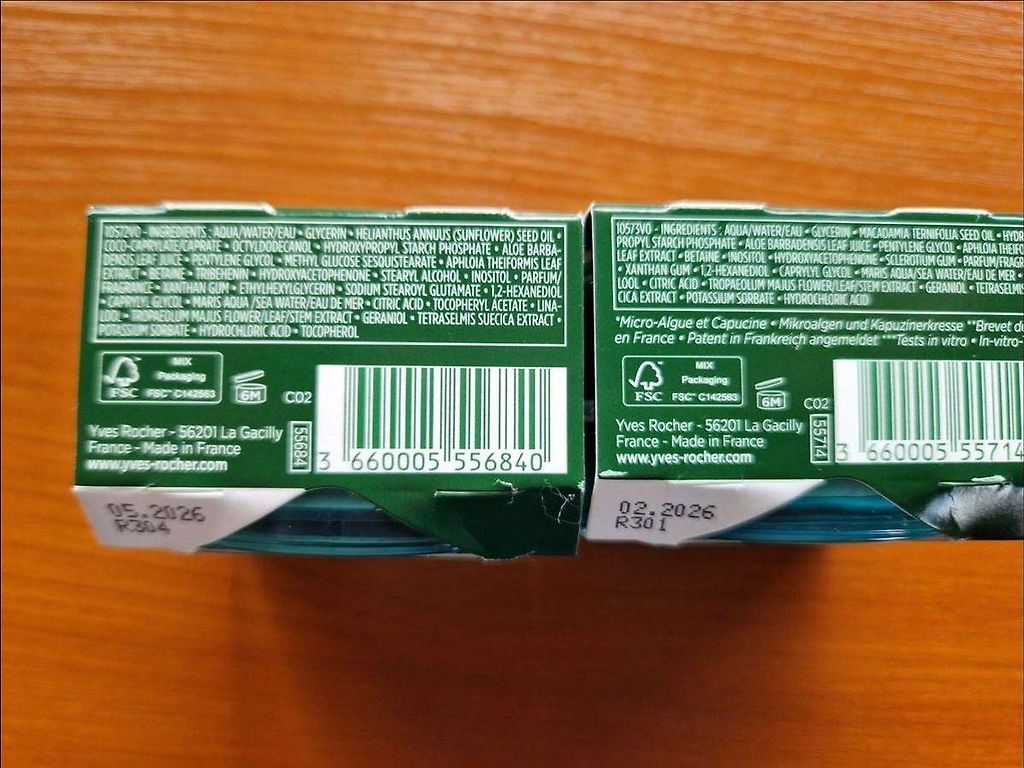 10572V0 - INGREDIENTS: AQUA/WATER/EAU • GLYCERIN • HELIANTHUS ANNUUS (SUNFLOWER) SEED OIL •
COCO-CAPRYLATE/CAPRATE • OCTYLDODECANOL • HYDROXYPROPYL STARCH PHOSPHATE • ALOE BARBA-
DENSIS LEAF JUICE • PENTYLENE GLYCOL • METHYL GLUCOSE SESQUISTEARATE • APHLOIA THEIFORMIS LEAF
EXTRACT • BETAINE • TRIBEHENIN • HYDROXYACETOPHENONE • STEARYL ALCOHOL • INOSITOL • PARFUM/
FRAGRANCE • XANTHAN GUM • ETHYLHEXYLGLYCERIN • SODIUM STEAROYL GLUTAMATE • 1,2-HEXANEDIOL
• CAPRYLYL GLYCOL • MARIS AQUA/SEA WATER/EAU DE MER • CITRIC ACID • TOCOPHERYL ACETATE • LINA-
LOOL • TROPAEOLUM MAJUS FLOWER/LEAF/STEM EXTRACT • GERANIOL • TETRASELMIS SUECICA EXTRACT •
POTASSIUM SORBATE • HYDROCHLORIC ACID • TOCOPHEROL
FSC
MIX
Packaging
FSC™ C142563
6M
C02
Yves Rocher - 56201 La Gacilly
France - Made in France
www.yves-rocher.com
55684
3 660005 556840
05.2026
R304
10573V0 - INGREDIENTS : AQUA/WATER/EAU • GLYCERIN • MACADAMIA TERNIFOLIA SEED OIL • HYDR
PROPYL STARCH PHOSPHATE • ALOE BARBADENSIS LEAF JUICE • PENTYLENE GLYCOL • APHLOIA THEIF
LEAF EXTRACT • BETAINE • INOSITOL • HYDROXYACETOPHENONE • SCLEROTIUM GUM • PARFUM/FRAG
• XANTHAN GUM • 1,2-HEXANEDIOL • CAPRYLYL GLYCOL • MARIS AQUA/SEA WATER/EAU DE MER •
LOOL • CITRIC ACID • TROPAEOLUM MAJUS FLOWER/LEAF/STEM EXTRACT • GERANIOL • TETRASELMIS
CICA EXTRACT • POTASSIUM SORBATE • HYDROCHLORIC ACID
*Micro-Algue et Capucine • Mikroalgen und Kapuzinerkresse **Brevet d
en France • Patent in Frankreich angemeldet ***Tests in vitro • In-vitro-
FSC
MIX
Packaging
FSC™ C142563
6M
C02
Yves Rocher - 56201 La Gacilly
France - Made in France
www.yves-rocher.com
55714
3 660005 55714
02.2026
R301